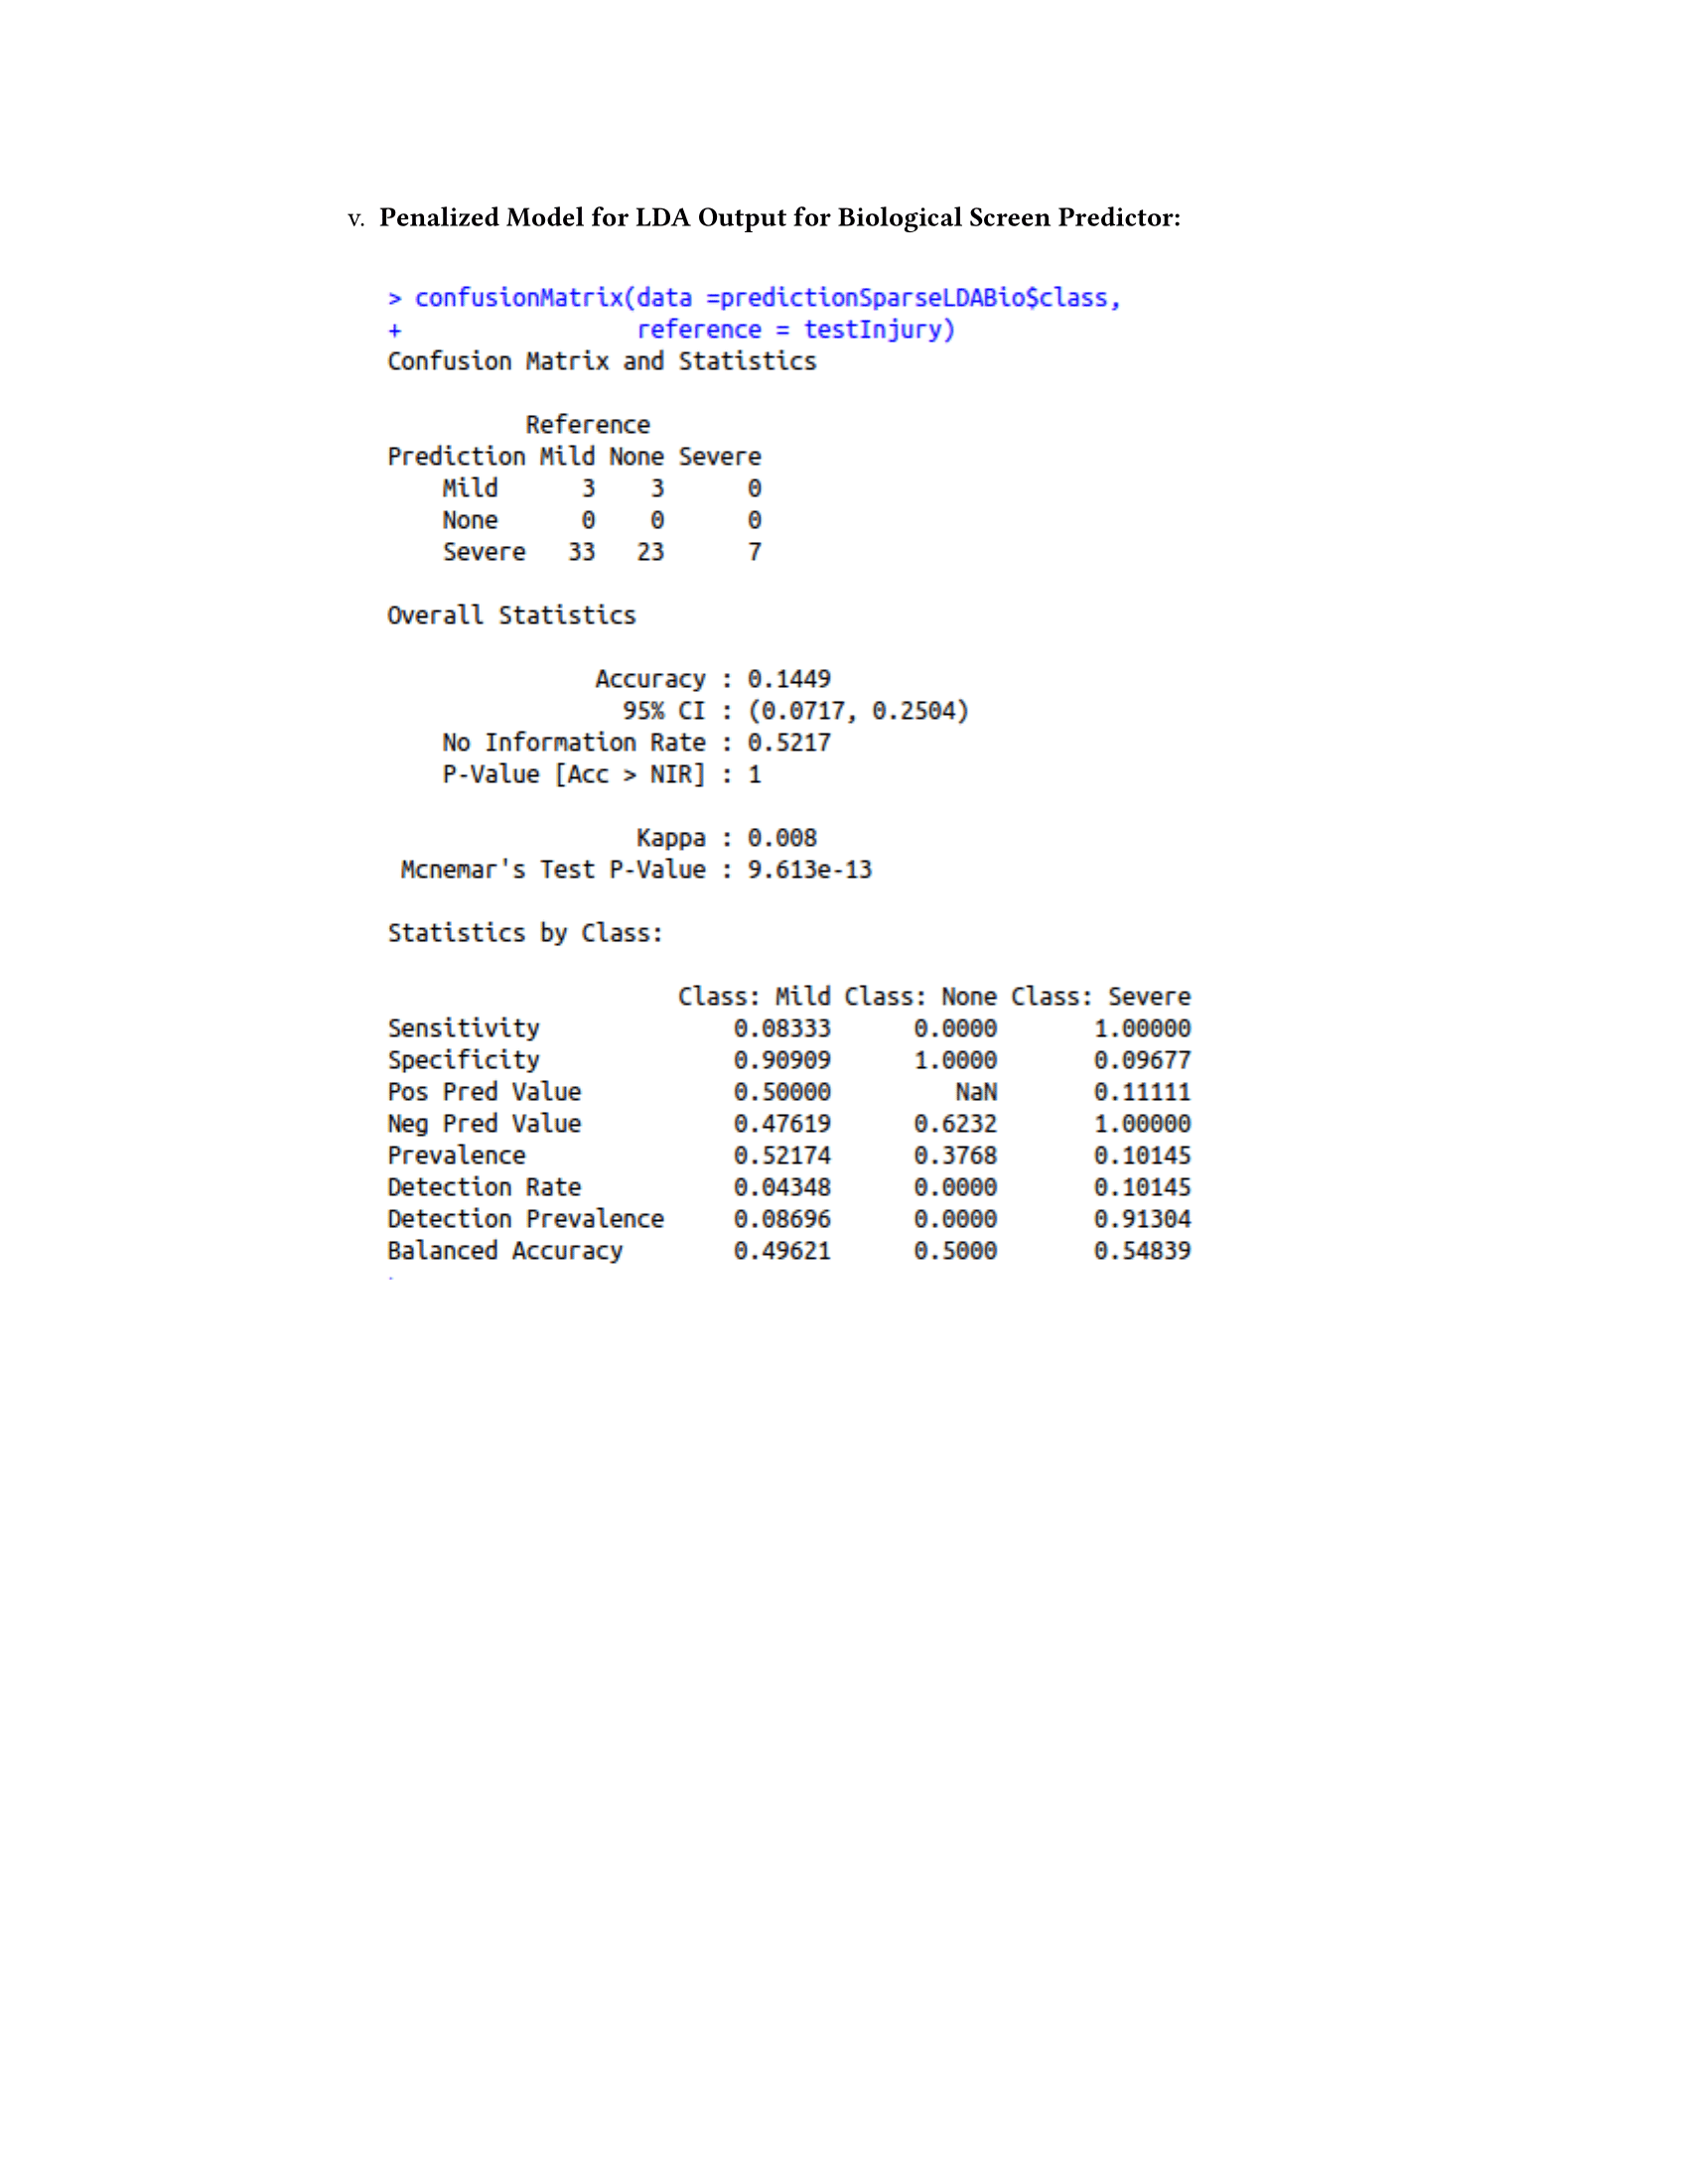 v. Penalized Model for LDA Output for Biological Screen Predictor:
> confusionMatrix(data =predictionSparseLDABio$class,
+                 reference = testInjury)
Confusion Matrix and Statistics
          Reference
Prediction Mild None Severe
    Mild      3    3      0
    None      0    0      0
    Severe   33   23      7
Overall Statistics
               Accuracy : 0.1449
                 95% CI : (0.0717, 0.2504)
    No Information Rate : 0.5217
    P-Value [Acc > NIR] : 1
                  Kappa : 0.008
 Mcnemar's Test P-Value : 9.613e-13
Statistics by Class:
                     Class: Mild Class: None Class: Severe
Sensitivity              0.08333      0.0000       1.00000
Specificity              0.90909      1.0000       0.09677
Pos Pred Value           0.50000         NaN       0.11111
Neg Pred Value           0.47619      0.6232       1.00000
Prevalence               0.52174      0.3768       0.10145
Detection Rate           0.04348      0.0000       0.10145
Detection Prevalence     0.08696      0.0000       0.91304
Balanced Accuracy        0.49621      0.5000       0.54839